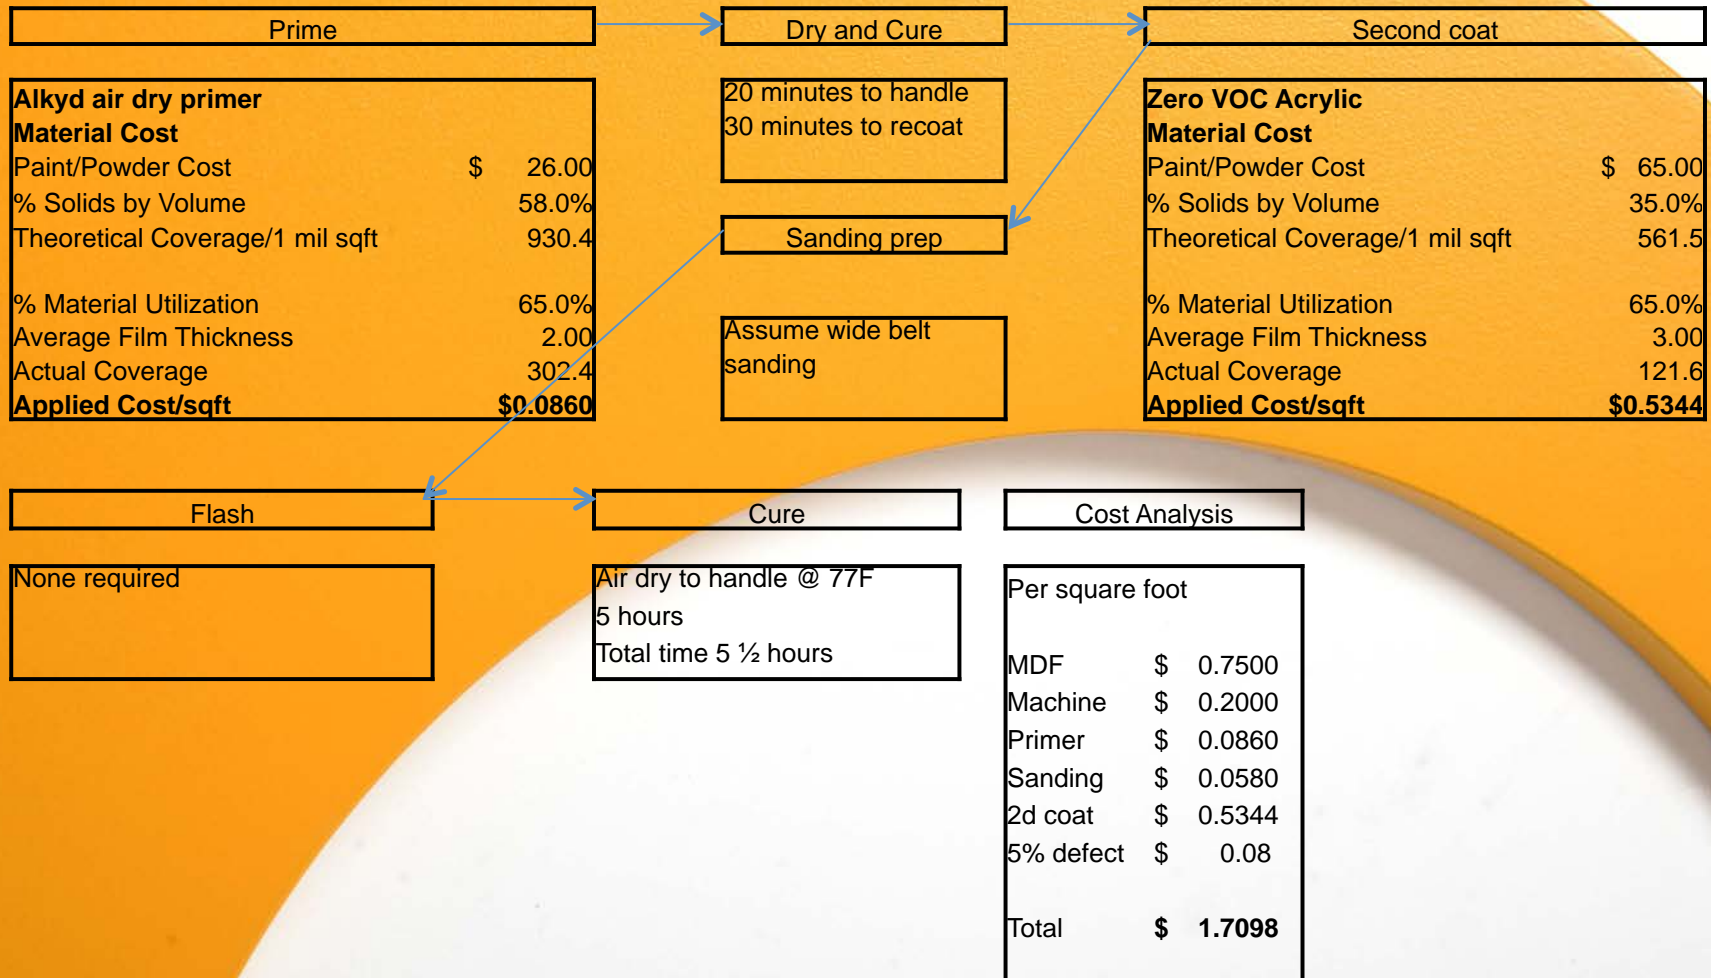 Prime
Dry and Cure
Second coat
Alkyd air dry primer
Material Cost
Paint/Powder Cost $ 26.00
% Solids by Volume 58.0%
Theoretical Coverage/1 mil sqft 930.4
% Material Utilization 65.0%
Average Film Thickness 2.00
Actual Coverage 302.4
Applied Cost/sqft $0.0860
20 minutes to handle
30 minutes to recoat
Sanding prep
Assume wide belt
sanding
Zero VOC Acrylic
Material Cost
Paint/Powder Cost $ 65.00
% Solids by Volume 35.0%
Theoretical Coverage/1 mil sqft 561.5
% Material Utilization 65.0%
Average Film Thickness 3.00
Actual Coverage 121.6
Applied Cost/sqft $0.5344
Flash
None required
Cure
Air dry to handle @ 77F
5 hours
Total time 5 ½ hours
Cost Analysis
Per square foot
MDF $ 0.7500
Machine $ 0.2000
Primer $ 0.0860
Sanding $ 0.0580
2d coat $ 0.5344
5% defect $ 0.08
Total $ 1.7098